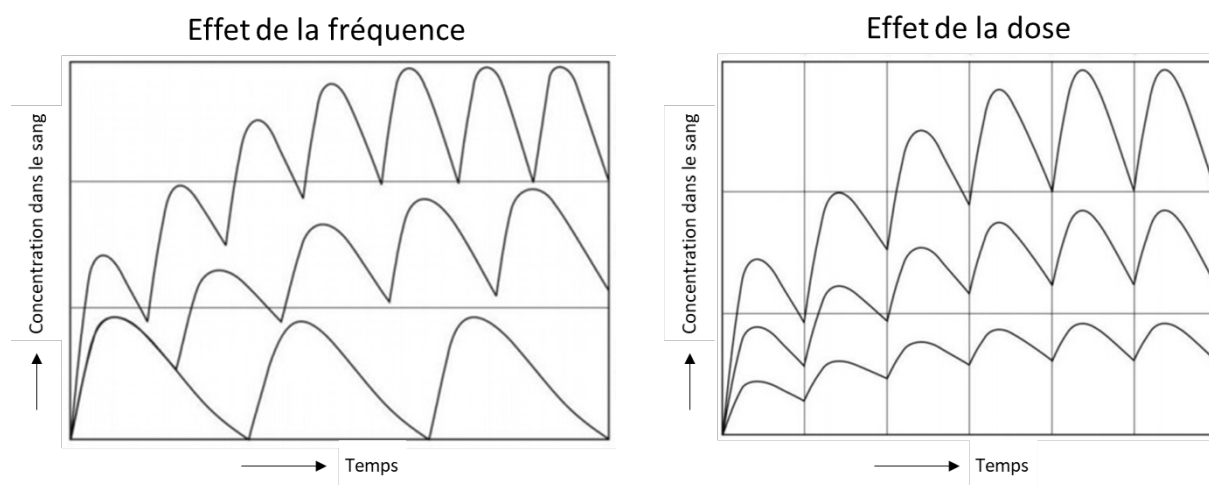 Effet de la fréquence
Concentration dans le sang
Temps
Effet de la dose
Concentration dans le sang
Temps